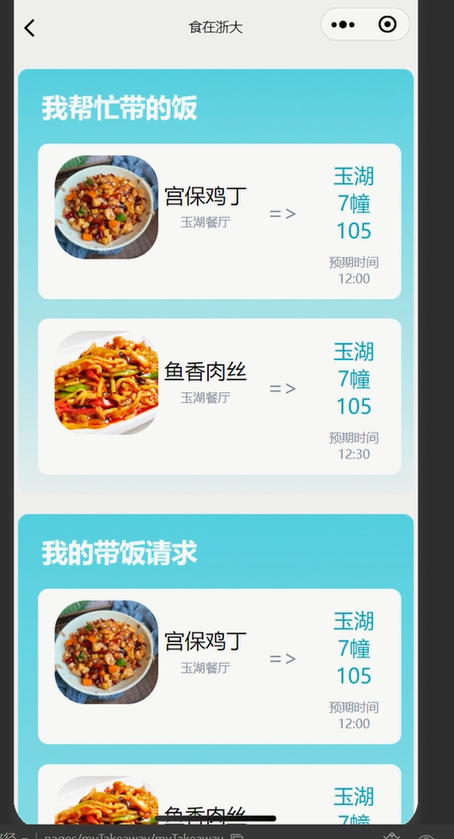 食在浙大
我帮忙带的饭
宫保鸡丁
玉湖餐厅
=>
玉湖
7幢
105
预期时间
12:00
鱼香肉丝
玉湖餐厅
=>
玉湖
7幢
105
预期时间
12:30
我的带饭请求
宫保鸡丁
玉湖餐厅
=>
玉湖
7幢
105
预期时间
12:00
鱼香肉丝
玉湖
7幢
pages/myTakeaway/myTakeaway